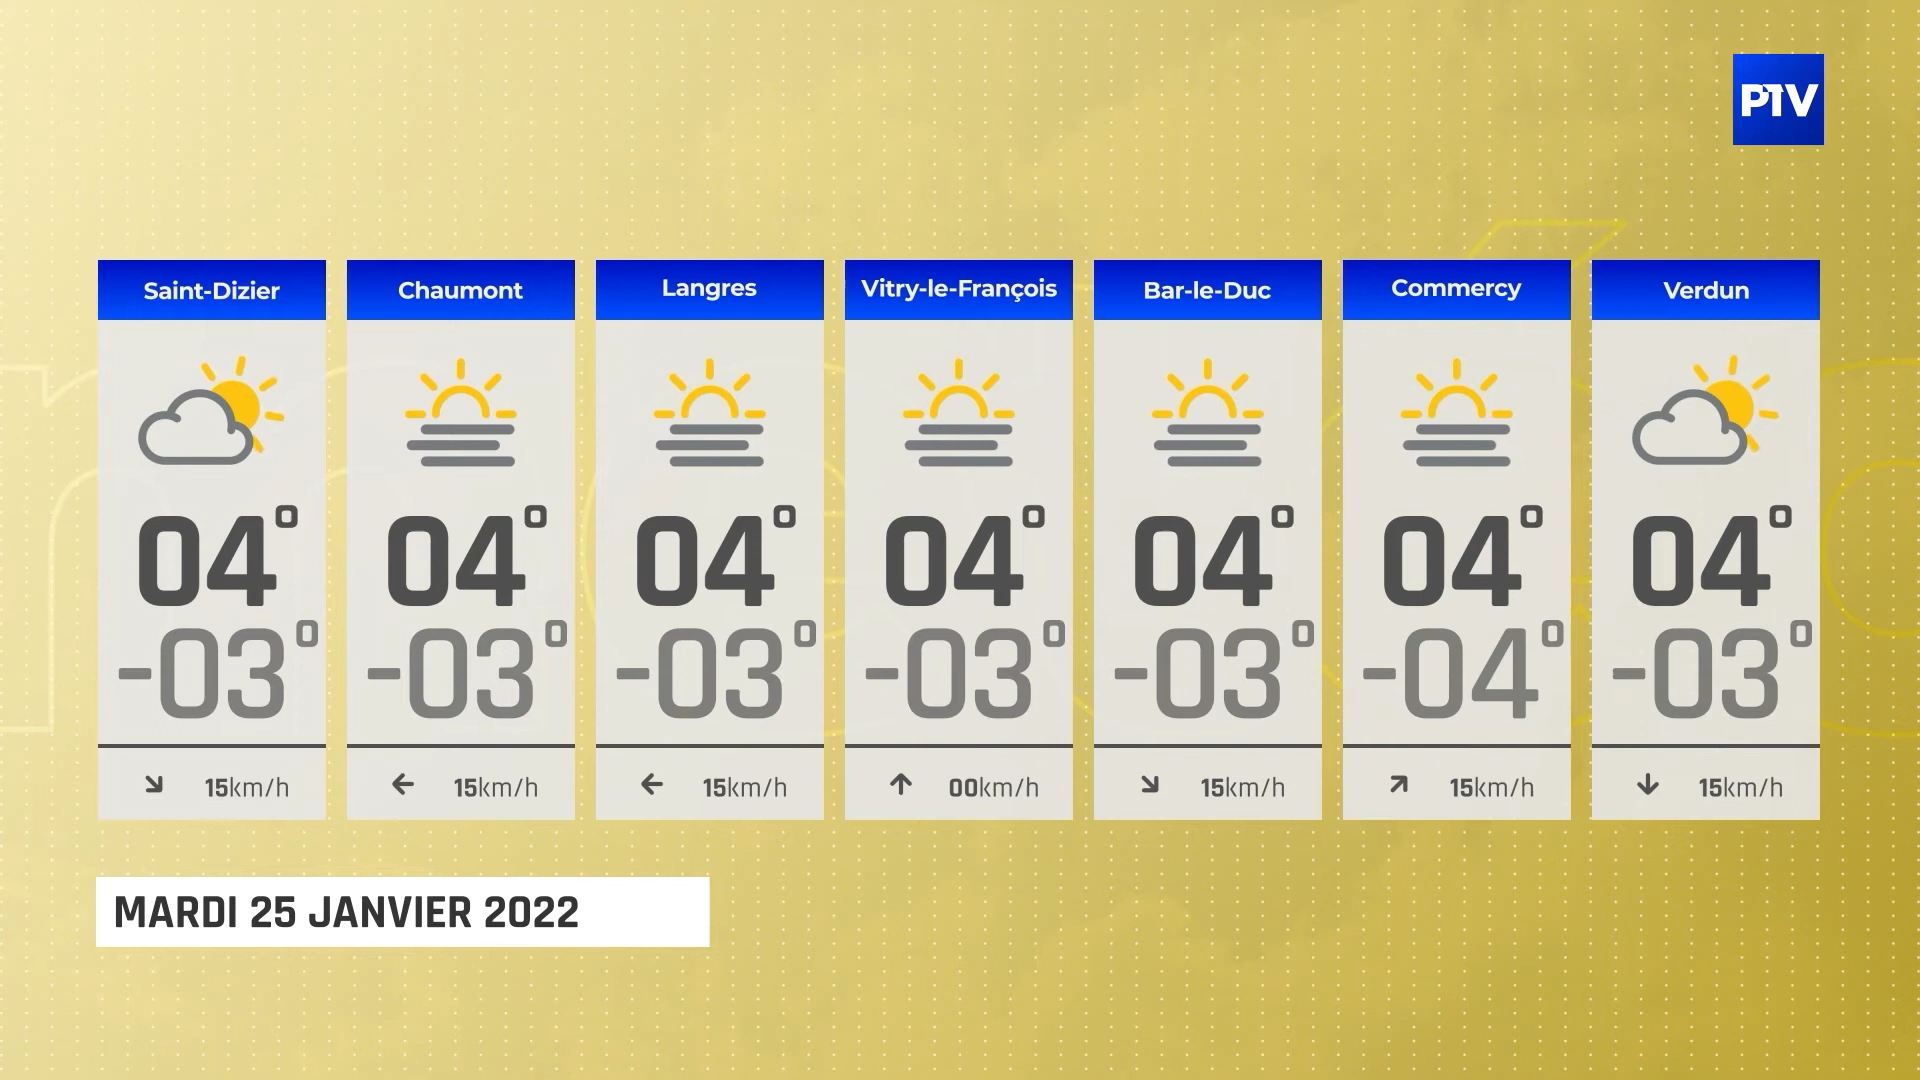 PTV
Saint-Dizier
04°
-03°
15km/h
Chaumont
04°
-03°
15km/h
Langres
04°
-03°
15km/h
Vitry-le-François
04°
-03°
00km/h
Bar-le-Duc
04°
-03°
15km/h
Commercy
04°
-04°
15km/h
Verdun
04°
-03°
15km/h
MARDI 25 JANVIER 2022